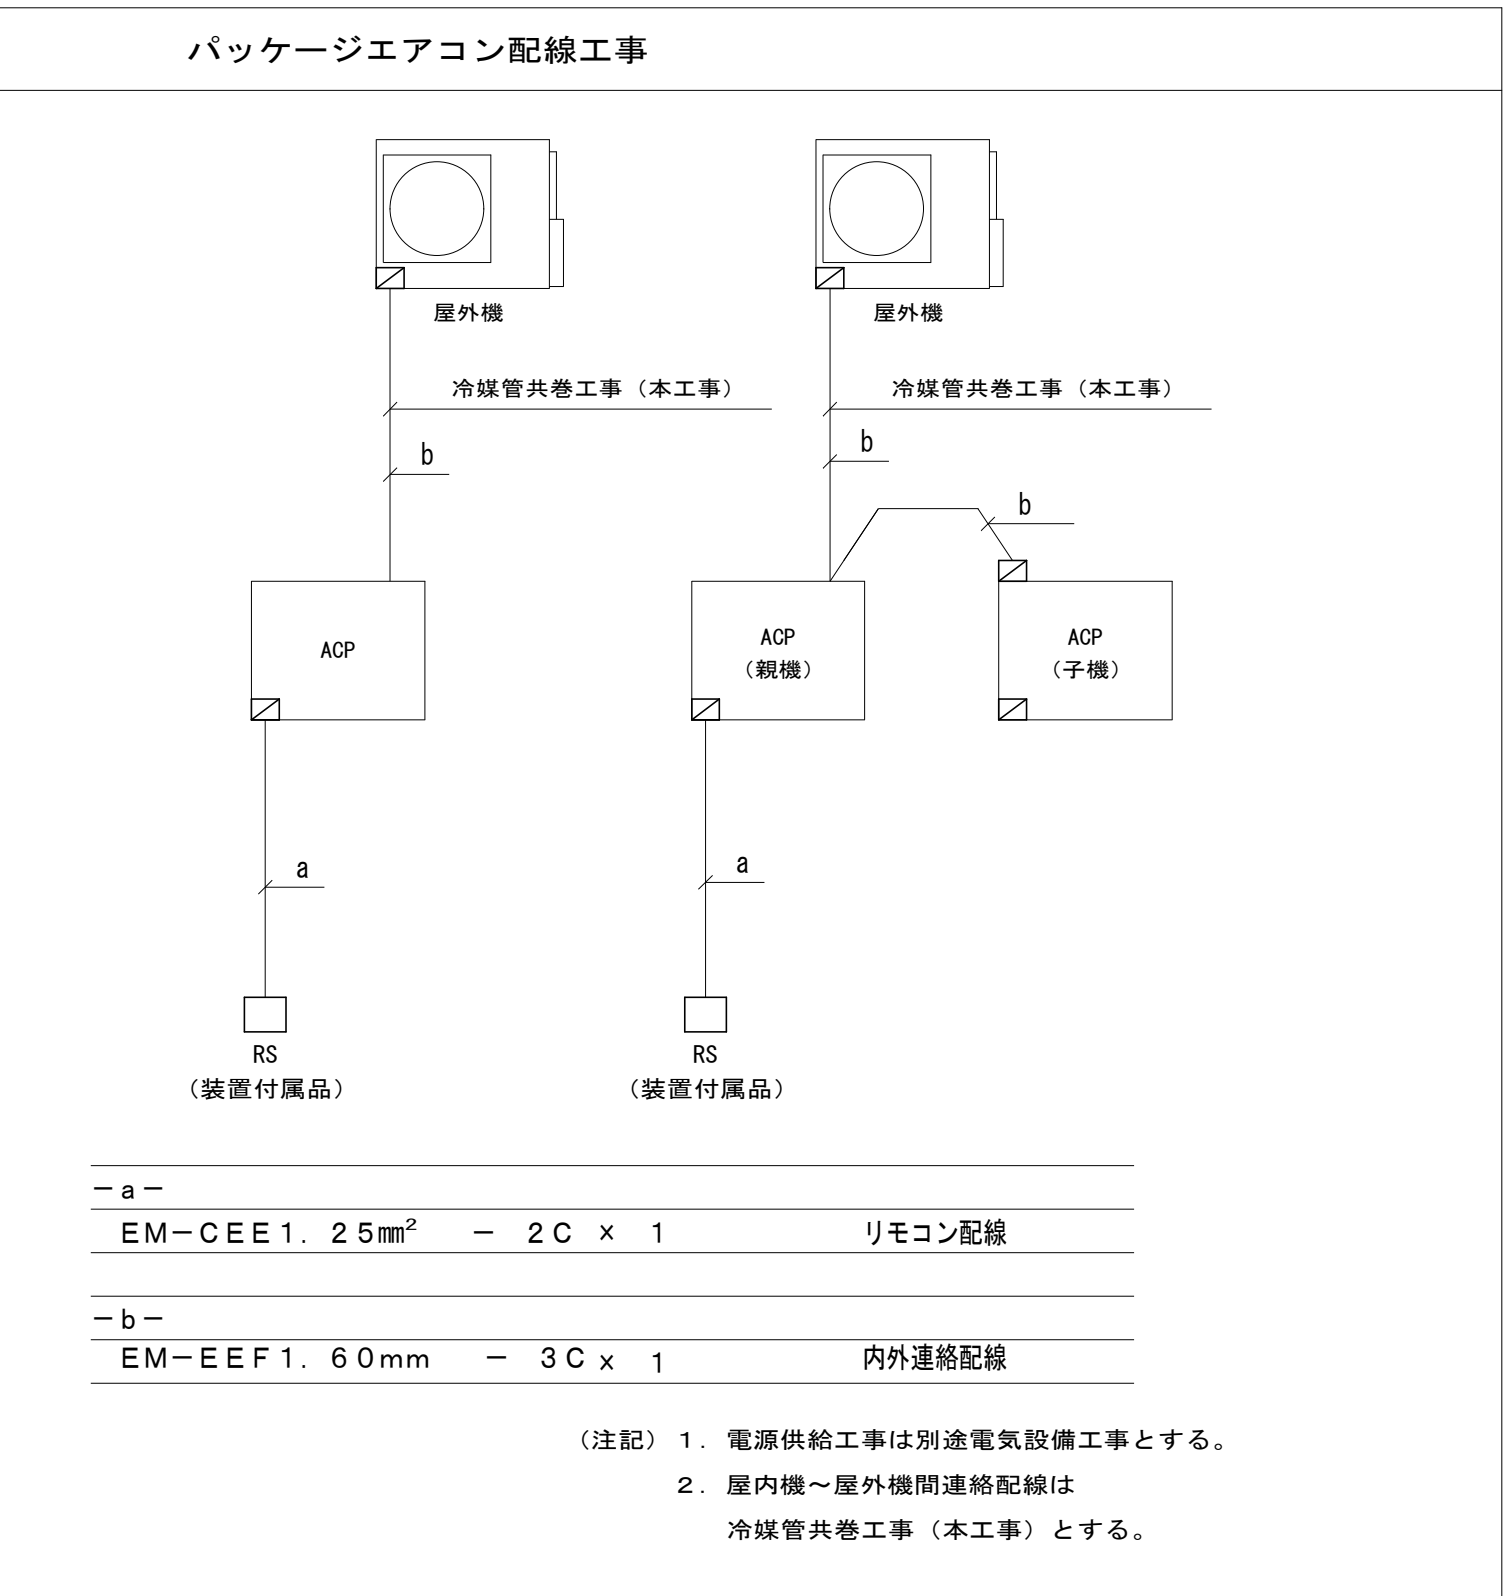 パッケージエアコン配線工事
屋外機
屋外機
冷媒管共巻工事（本工事）
冷媒管共巻工事（本工事）
b
b
b
ACP
ACP
（親機）
ACP
（子機）
a
a
RS
（装置付属品）
RS
（装置付属品）
－a－
EM－CEE1．25㎜² － 2C × 1 リモコン配線
－b－
EM－EEF1．60mm － 3C × 1 内外連絡配線
（注記）1．電源供給工事は別途電気設備工事とする。
2．屋内機～屋外機間連絡配線は
冷媒管共巻工事（本工事）とする。